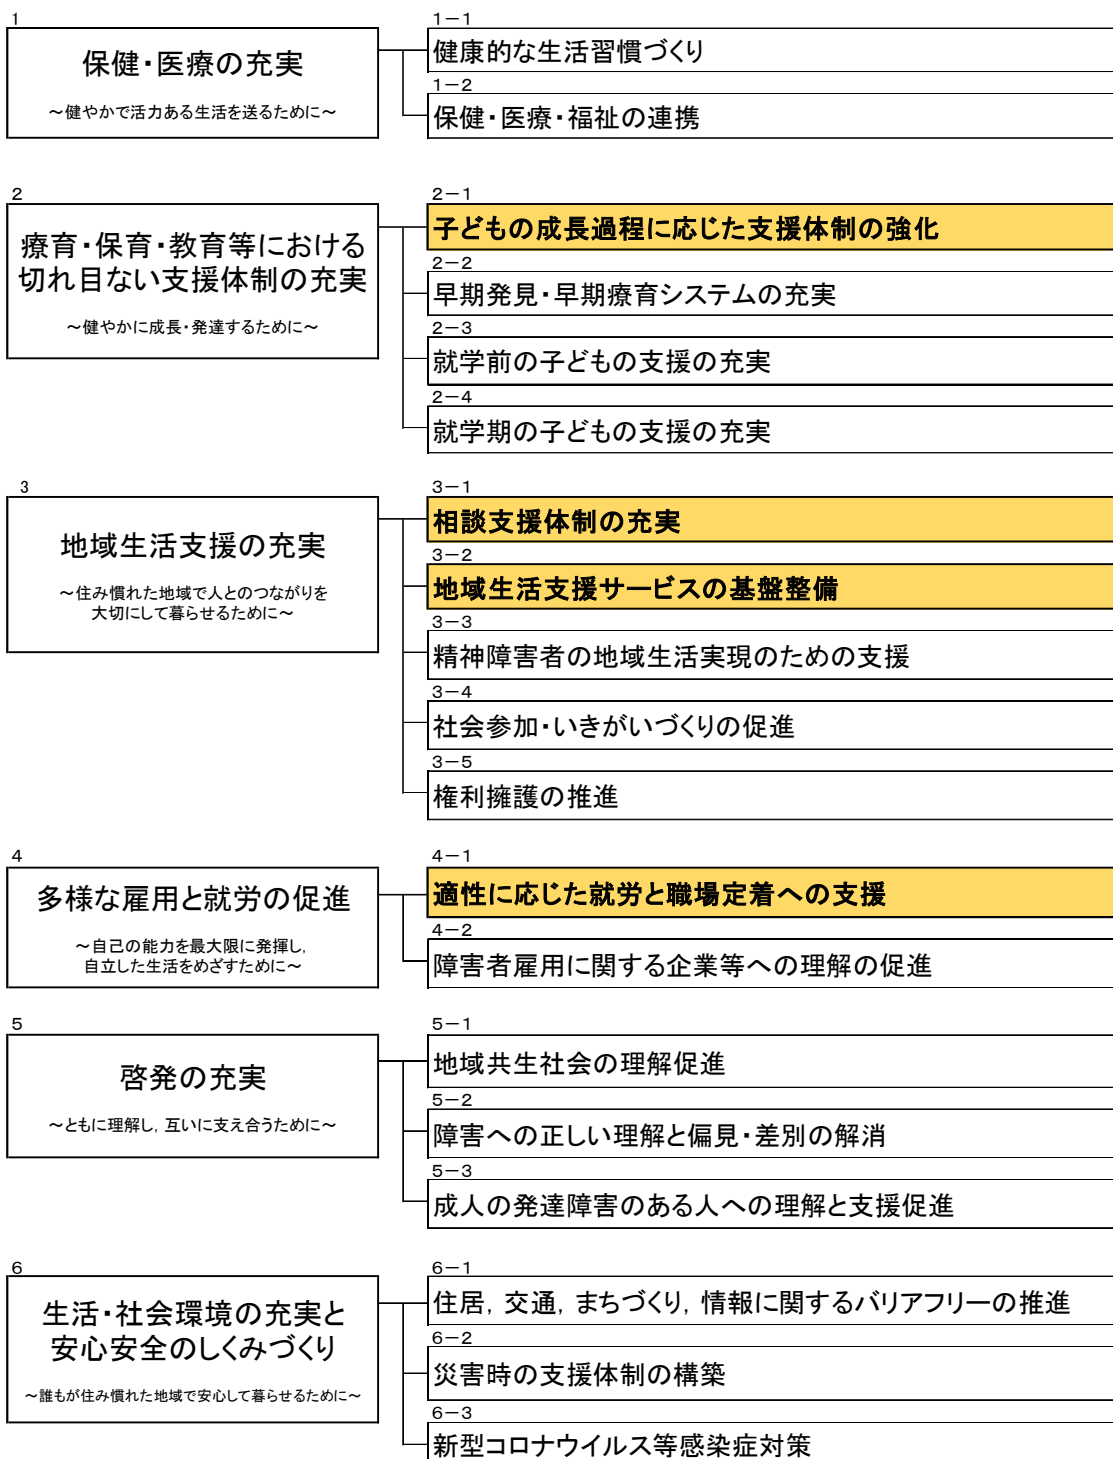 1
保健・医療の充実
～健やかで活力ある生活を送るために～
1－1
健康的な生活習慣づくり
1－2
保健・医療・福祉の連携
2
療育・保育・教育等における
切れ目ない支援体制の充実
～健やかに成長・発達するために～
2－1
子どもの成長過程に応じた支援体制の強化
2－2
早期発見・早期療育システムの充実
2－3
就学前の子どもの支援の充実
2－4
就学期の子どもの支援の充実
3
地域生活支援の充実
～住み慣れた地域で人とのつながりを
大切にして暮らせるために～
3－1
相談支援体制の充実
3－2
地域生活支援サービスの基盤整備
3－3
精神障害者の地域生活実現のための支援
3－4
社会参加・いきがいづくりの促進
3－5
権利擁護の推進
4
多様な雇用と就労の促進
～自己の能力を最大限に発揮し，
自立した生活をめざすために～
4－1
適性に応じた就労と職場定着への支援
4－2
障害者雇用に関する企業等への理解の促進
5
啓発の充実
～ともに理解し，互いに支え合うために～
5－1
地域共生社会の理解促進
5－2
障害への正しい理解と偏見・差別の解消
5－3
成人の発達障害のある人への理解と支援促進
6
生活・社会環境の充実と
安心安全のしくみづくり
～誰もが住み慣れた地域で安心して暮らせるために～
6－1
住居，交通，まちづくり，情報に関するバリアフリーの推進
6－2
災害時の支援体制の構築
6－3
新型コロナウイルス等感染症対策